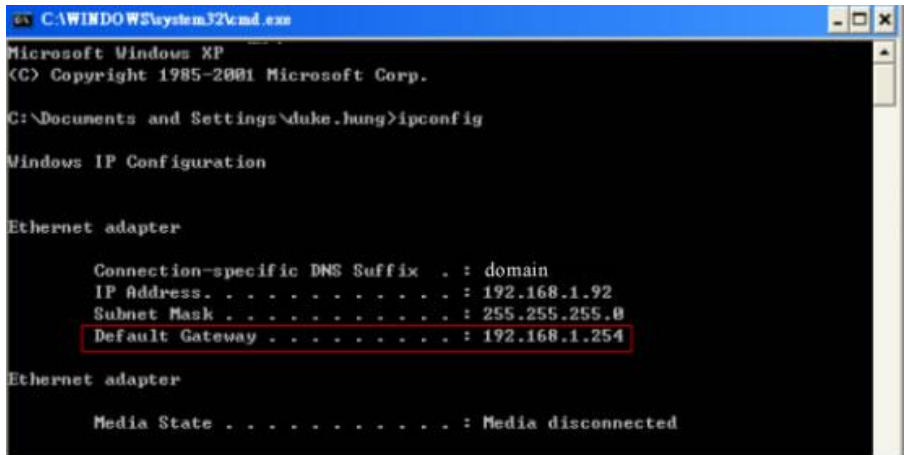 C:\WINDOWS\system32\cmd.exe
Microsoft Windows XP
(C) Copyright 1985-2001 Microsoft Corp.
C:\Documents and Settings\duke.hung>ipconfig
Windows IP Configuration
Ethernet adapter
Connection-specific DNS Suffix . : domain
IP Address. . . . . . . . . . . . : 192.168.1.92
Subnet Mask . . . . . . . . . . . : 255.255.255.0
Default Gateway . . . . . . . . . : 192.168.1.254
Ethernet adapter
Media State . . . . . . . . . . . : Media disconnected